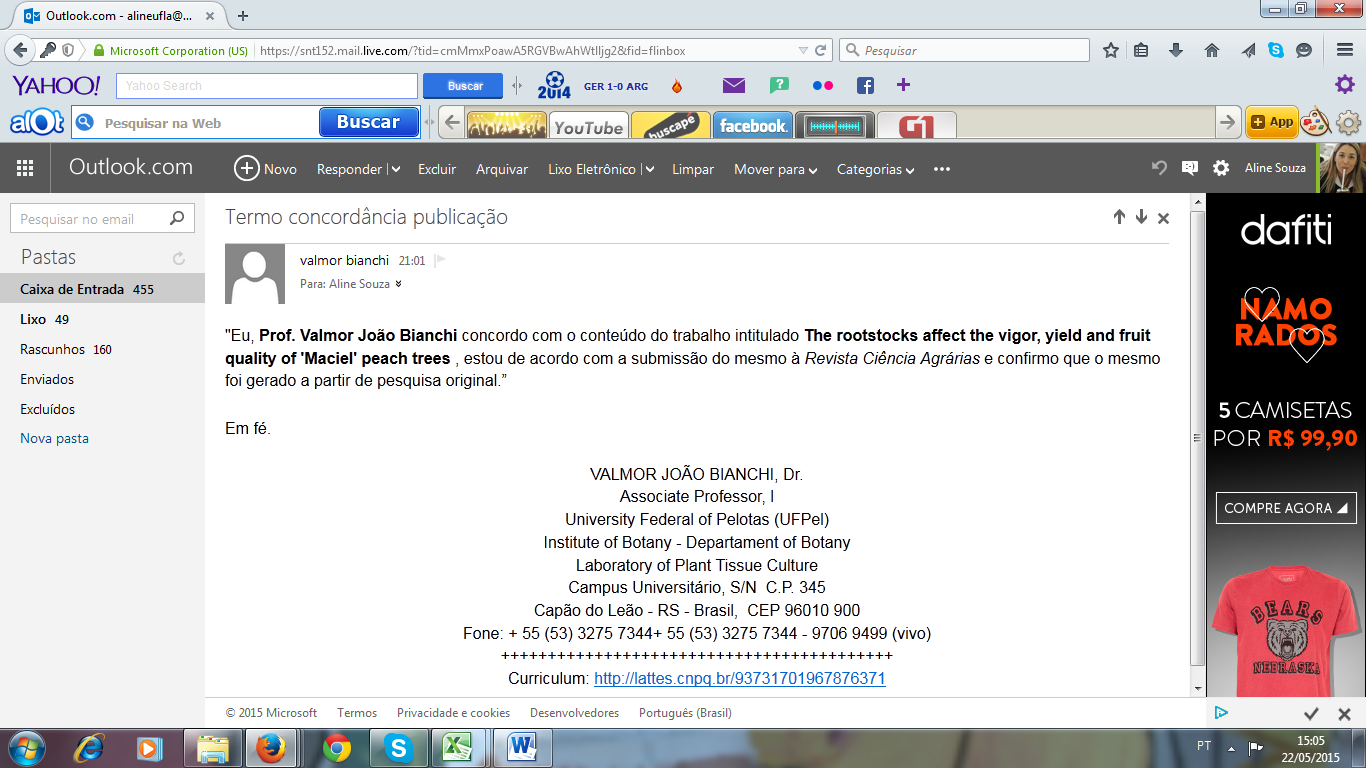 Outlook.com - alineufla@...
Microsoft Corporation (US)
https://snt152.mail.live.com/?tid=cmMmxPoawA5RGVBwAhWtIljg2&fid=flinbox
Pesquisar
YAHOO!
Yahoo Search
Buscar
2014
GER 1-0 ARG
alot
Pesquisar na Web
Buscar
YouTube
buscape
facebook.
G1
App
Outlook.com
Novo
Responder
Excluir
Arquivar
Lixo Eletrônico
Limpar
Mover para
Categorias
Aline Souza
Pesquisar no email
Pastas
Caixa de Entrada 455
Lixo 49
Rascunhos 160
Enviados
Excluídos
Nova pasta
Termo concordância publicação
valmor bianchi 21:01
Para: Aline Souza
"Eu, Prof. Valmor João Bianchi concordo com o conteúdo do trabalho intitulado The rootstocks affect the vigor, yield and fruit
quality of 'Maciel' peach trees , estou de acordo com a submissão do mesmo à Revista Ciência Agrárias e confirmo que o mesmo
foi gerado a partir de pesquisa original.”
Em fé.
VALMOR JOÃO BIANCHI, Dr.
Associate Professor, I
University Federal of Pelotas (UFPel)
Institute of Botany - Departament of Botany
Laboratory of Plant Tissue Culture
Campus Universitário, S/N C.P. 345
Capão do Leão - RS - Brasil, CEP 96010 900
Fone: + 55 (53) 3275 7344+ 55 (53) 3275 7344 - 9706 9499 (vivo)
++++++++++++++++++++++++++++++++++++++++++
Curriculum: http://lattes.cnpq.br/93731701967876371
dafiti
NAMO
RADOS
5 CAMISETAS
POR R$ 99,90
COMPRE AGORA
BEARS
NEBRASKA
© 2015 Microsoft
Termos
Privacidade e cookies
Desenvolvedores
Português (Brasil)
PT
15:05
22/05/2015